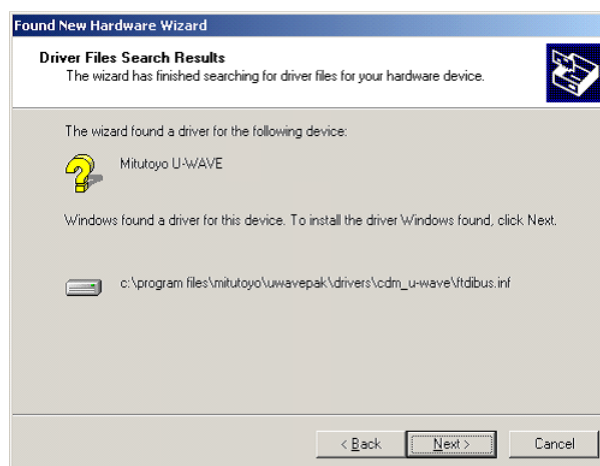 Found New Hardware Wizard
Driver Files Search Results
The wizard has finished searching for driver files for your hardware device.
The wizard found a driver for the following device:
Mitutoyo U-WAVE
Windows found a driver for this device. To install the driver Windows found, click Next.
c:\program files\mitutoyo\uwavepak\drivers\cdm_u-wave\ftdibus.inf
< Back
Next >
Cancel